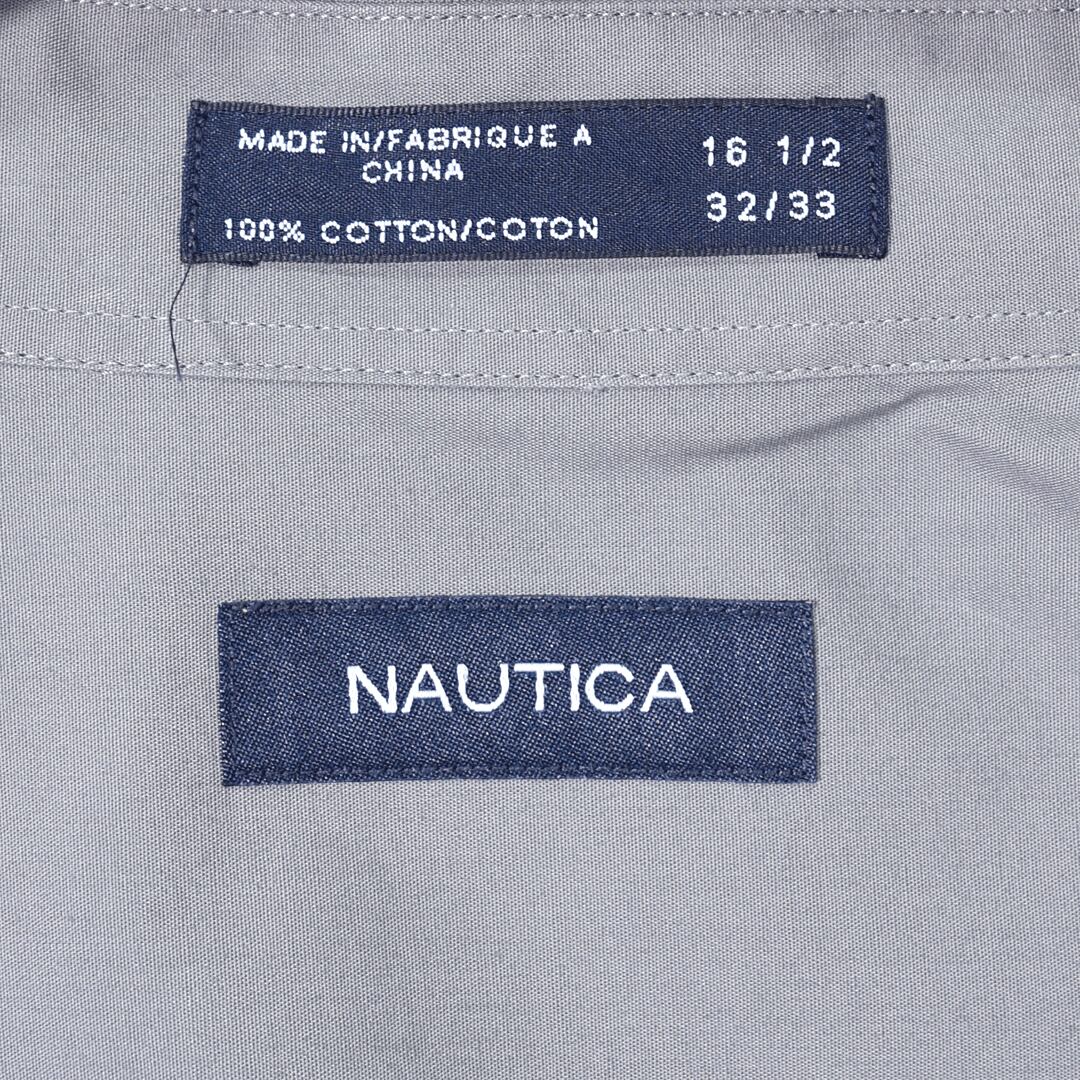 MADE IN/FABRIQUE A
CHINA
100% COTTON/COTON
16 1/2
32/33
NAUTICA